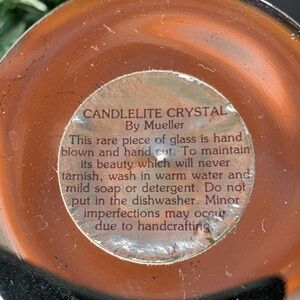 CANDLELITE CRYSTAL
By Mueller
This rare piece of glass is hand
blown and hand cut. To maintain
its beauty which will never
tarnish, wash in warm water and
mild soap or detergent. Do not
put in the dishwasher. Minor
imperfections may occur
due to handcrafting